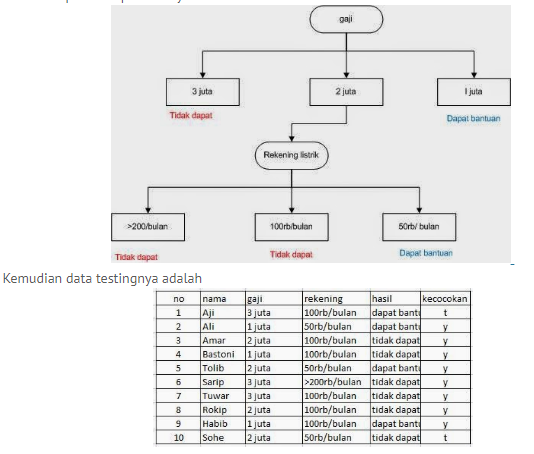 gaji
3 juta
2 juta
I juta
Tidak dapat
Dapat bantuan
Rekening listrik
>200/bulan
100rb/bulan
50rb/ bulan
Tidak dapat
Tidak dapat
Dapat bantuan
Kemudian data testingnya adalah
no nama gaji rekening hasil kecocokan
1 Aji 3 juta 100rb/bulan dapat bant t
2 Ali 1 juta 50rb/bulan dapat bant y
3 Amar 2 juta 100rb/bulan tidak dapat y
4 Bastoni 1 juta 100rb/bulan tidak dapat y
5 Tolib 2 juta 50rb/bulan dapat bant y
6 Sarip 3 juta >200rb/bulan tidak dapat y
7 Tuwar 3 juta 100rb/bulan tidak dapat y
8 Rokip 2 juta 100rb/bulan tidak dapat y
9 Habib 1 juta 100rb/bulan dapat bant y
10 Sohe 2 juta 50rb/bulan tidak dapat t